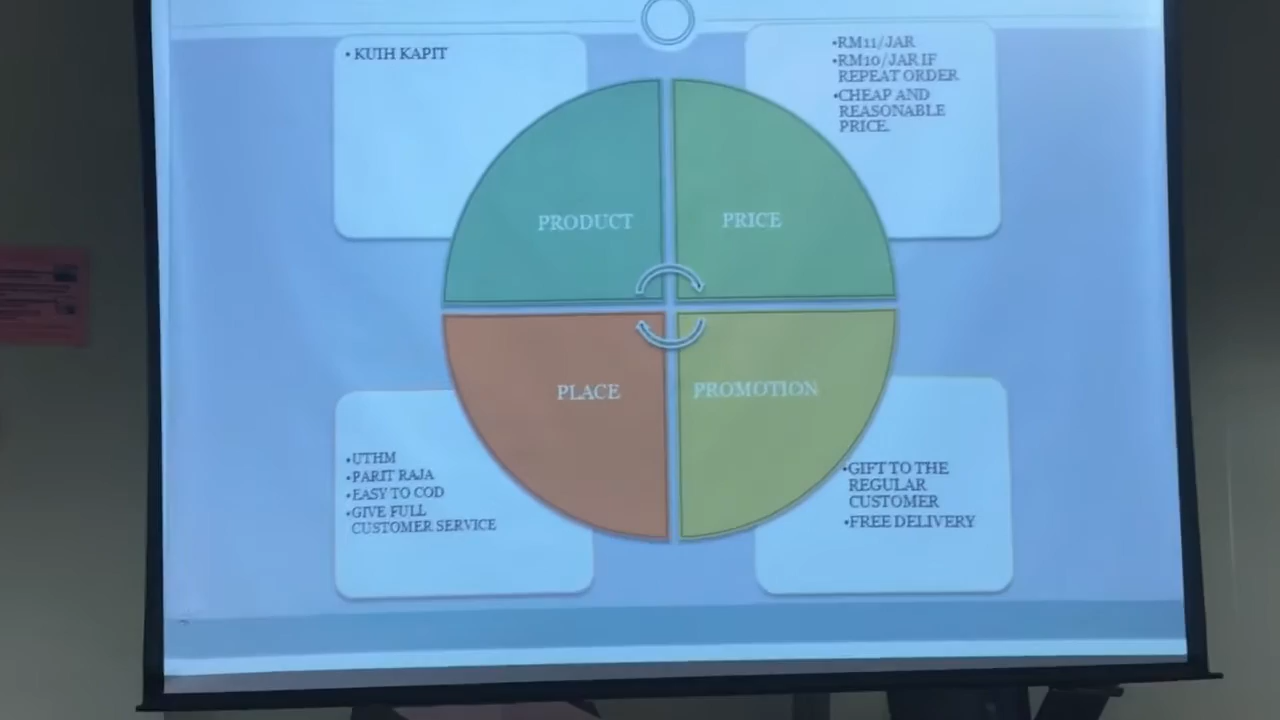 • KUIH KAPIT
•RM11/JAR
•RM10/JAR IF
REPEAT ORDER
•CHEAP AND
REASONABLE
PRICE.
PRODUCT
PRICE
PLACE
PROMOTION
•UTHM
•PARIT RAJA
•EASY TO COD
•GIVE FULL
CUSTOMER SERVICE
•GIFT TO THE
REGULAR
CUSTOMER
•FREE DELIVERY